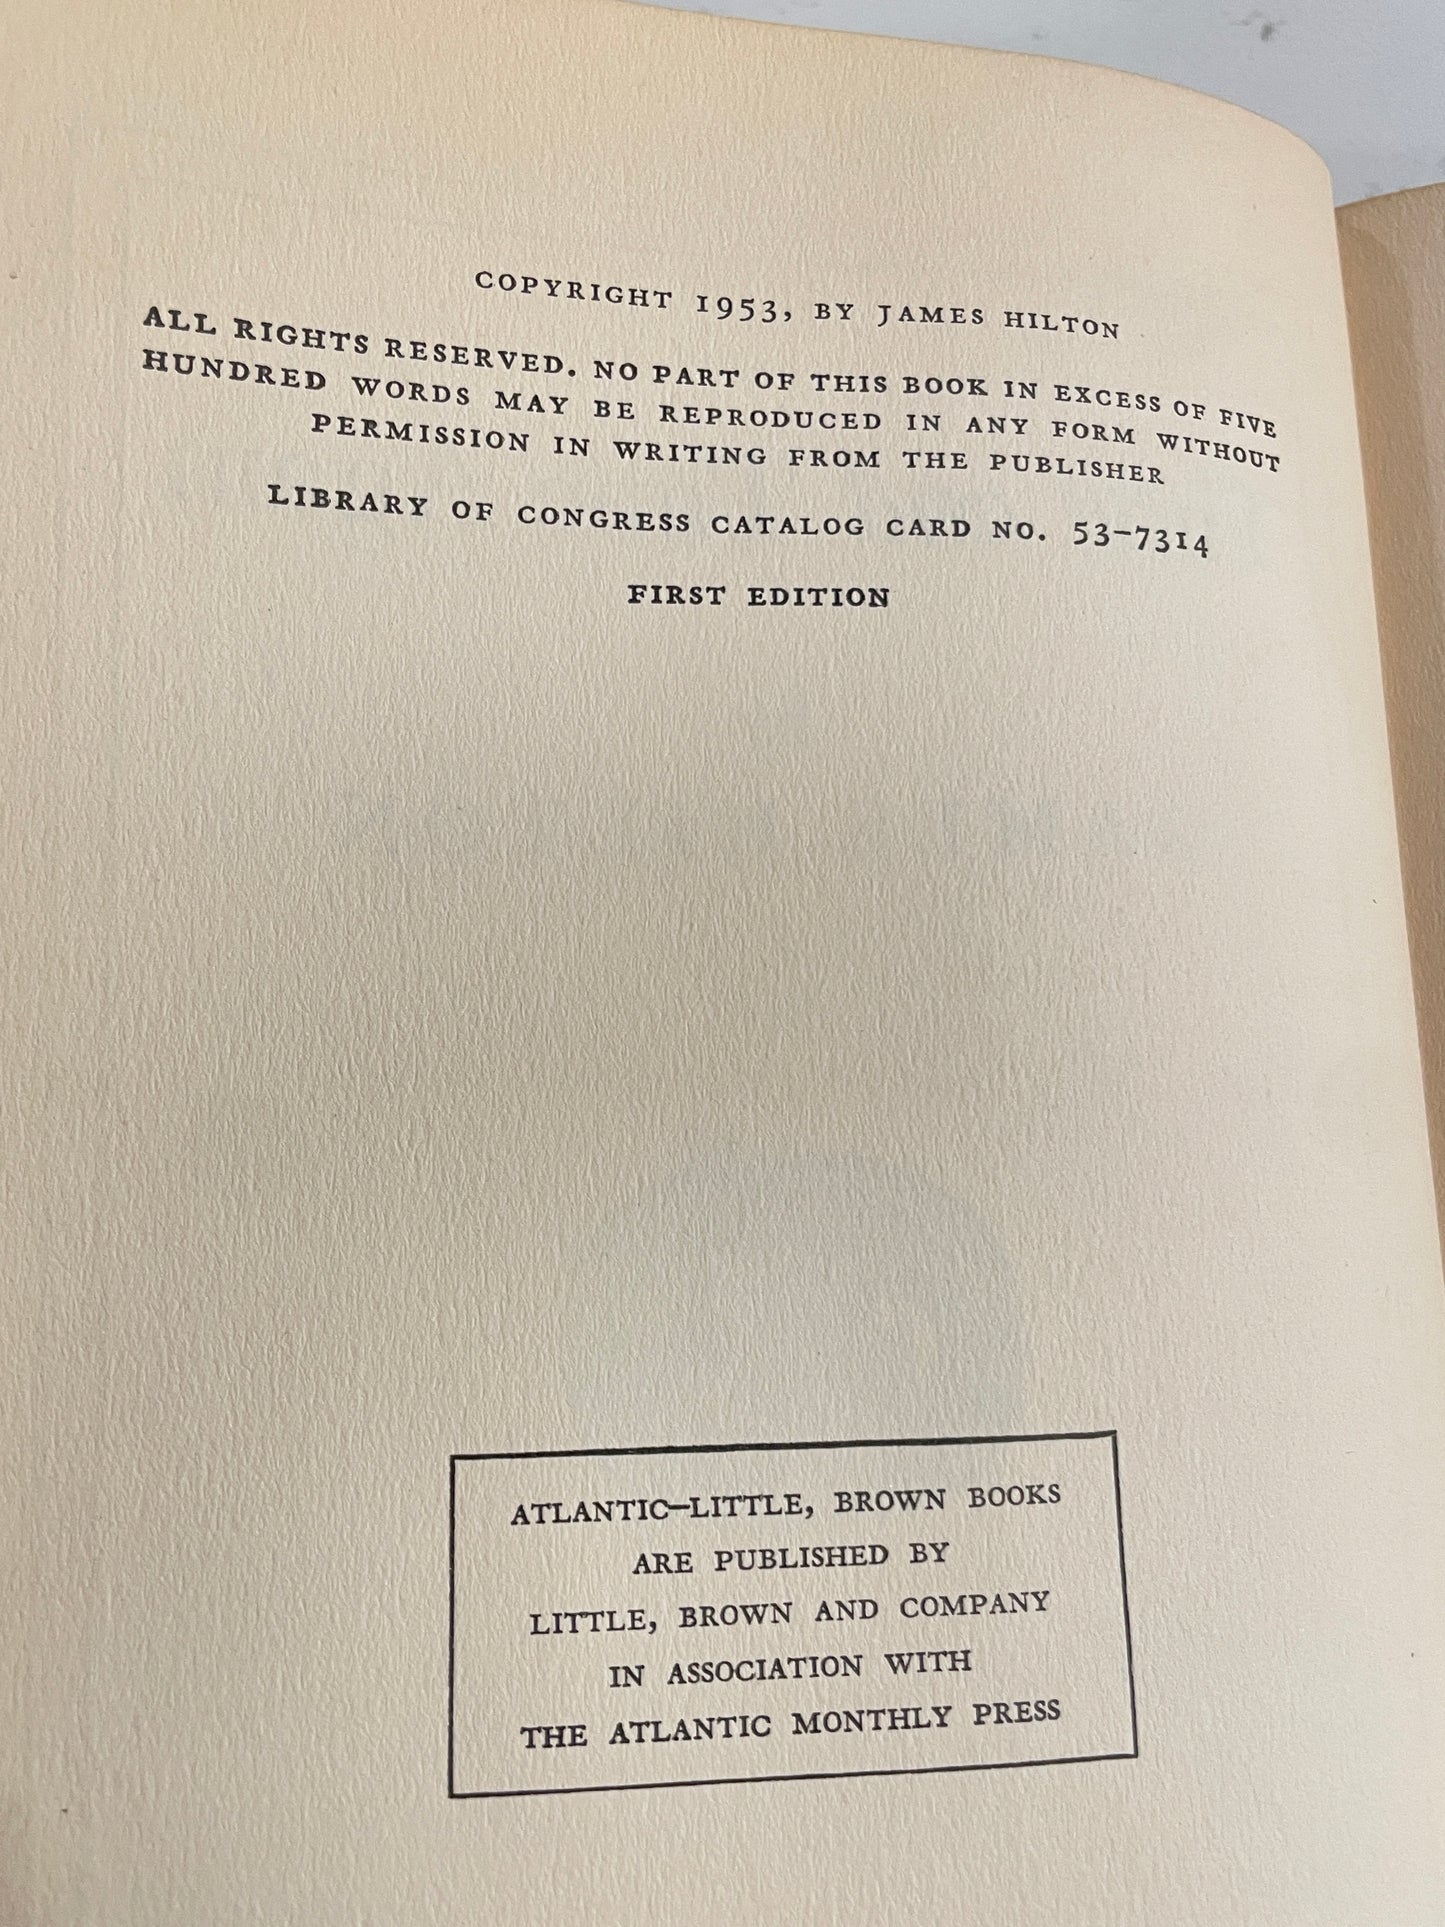 COPYRIGHT 1953, BY JAMES HILTON
ALL RIGHTS RESERVED. NO PART OF THIS BOOK IN EXCESS OF FIVE
HUNDRED WORDS MAY BE REPRODUCED IN ANY FORM WITHOUT
PERMISSION IN WRITING FROM THE PUBLISHER
LIBRARY OF CONGRESS CATALOG CARD NO. 53-7314
FIRST EDITION
ATLANTIC—LITTLE, BROWN BOOKS
ARE PUBLISHED BY
LITTLE, BROWN AND COMPANY
IN ASSOCIATION WITH
THE ATLANTIC MONTHLY PRESS